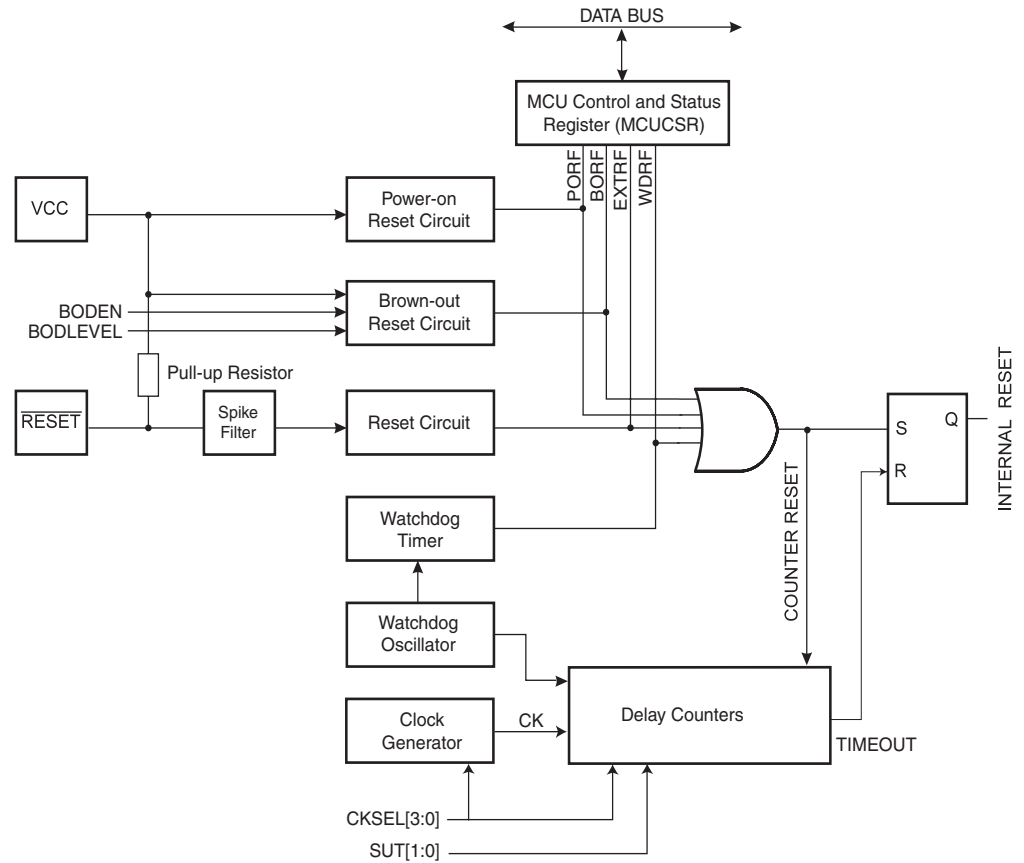 DATA BUS
MCU Control and Status
Register (MCUCSR)
PORF
BORF
EXTRF
WDRF
VCC
Power-on
Reset Circuit
BODEN
BODLEVEL
Brown-out
Reset Circuit
Pull-up Resistor
RESET
Spike
Filter
Reset Circuit
S
Q
R
INTERNAL RESET
Watchdog
Timer
COUNTER RESET
Watchdog
Oscillator
Clock
Generator
CK
Delay Counters
TIMEOUT
CKSEL[3:0]
SUT[1:0]